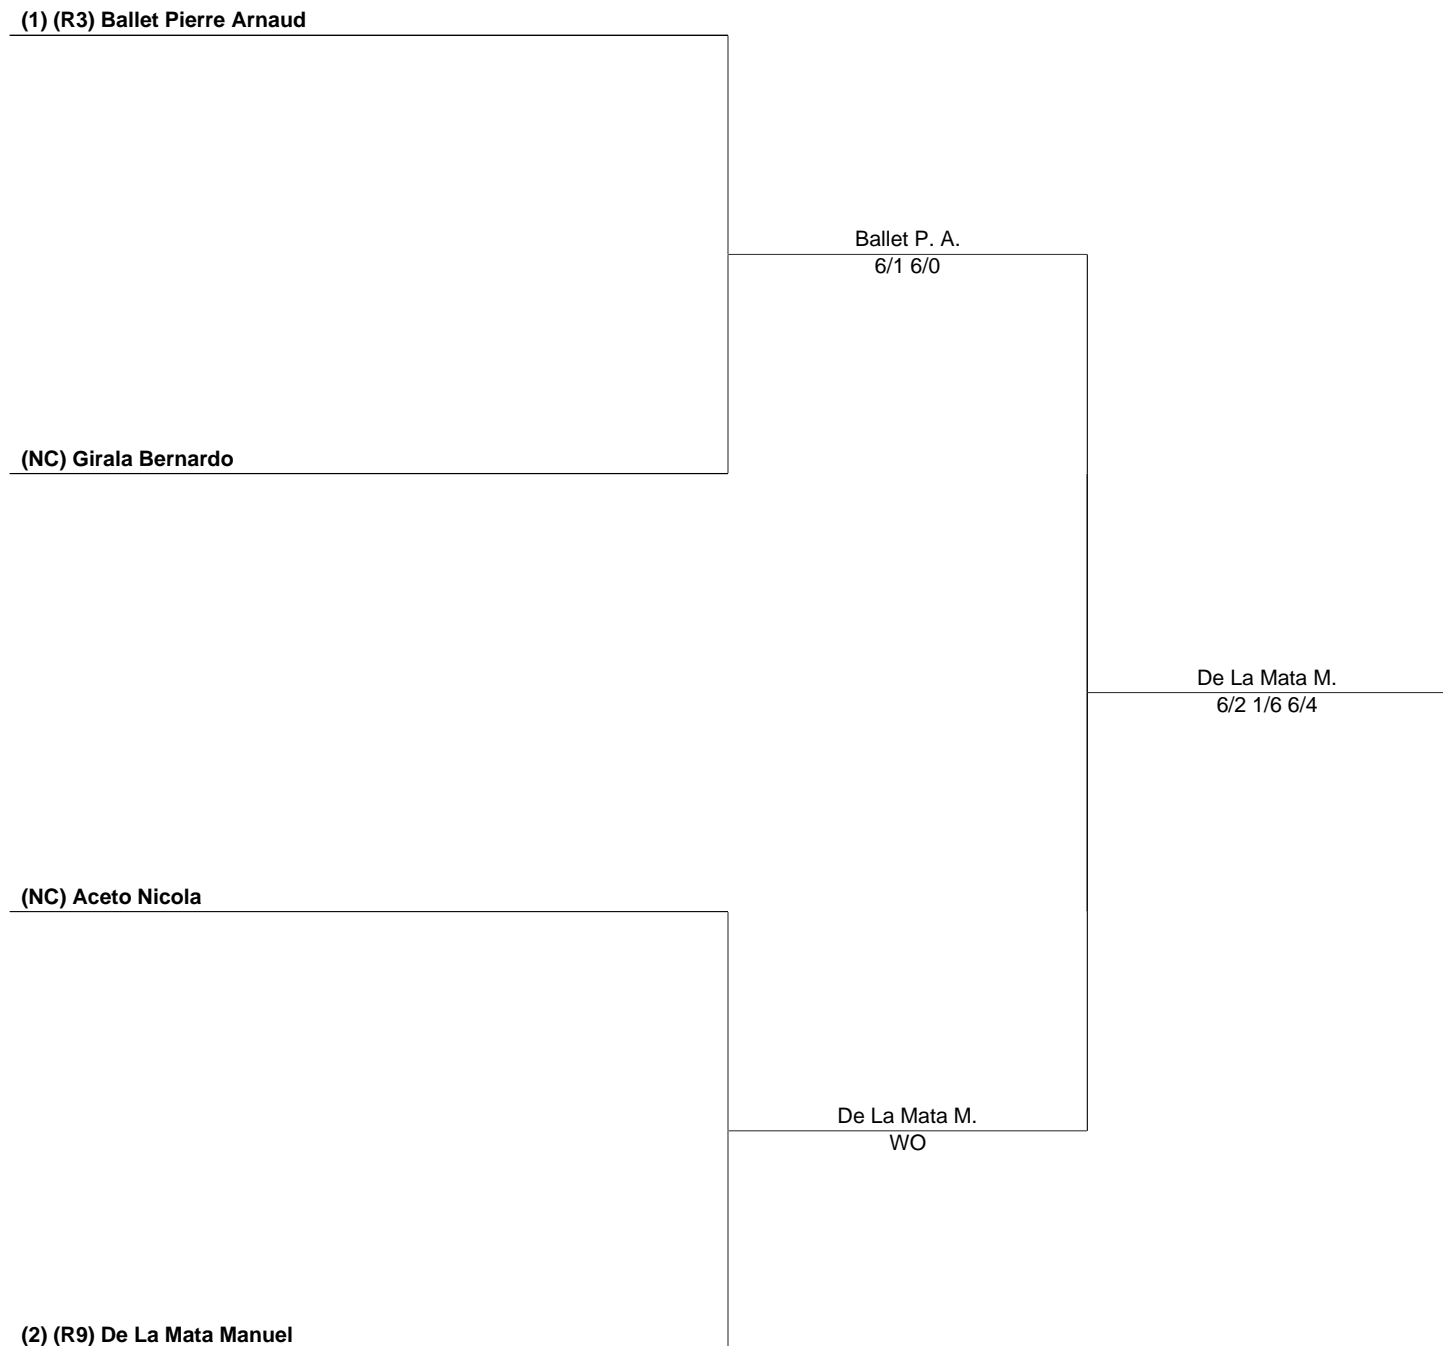 (1) (R3) Ballet Pierre Arnaud
Ballet P. A.
6/1 6/0
(NC) Girala Bernardo
De La Mata M.
6/2 1/6 6/4
(NC) Aceto Nicola
De La Mata M.
WO
(2) (R9) De La Mata Manuel